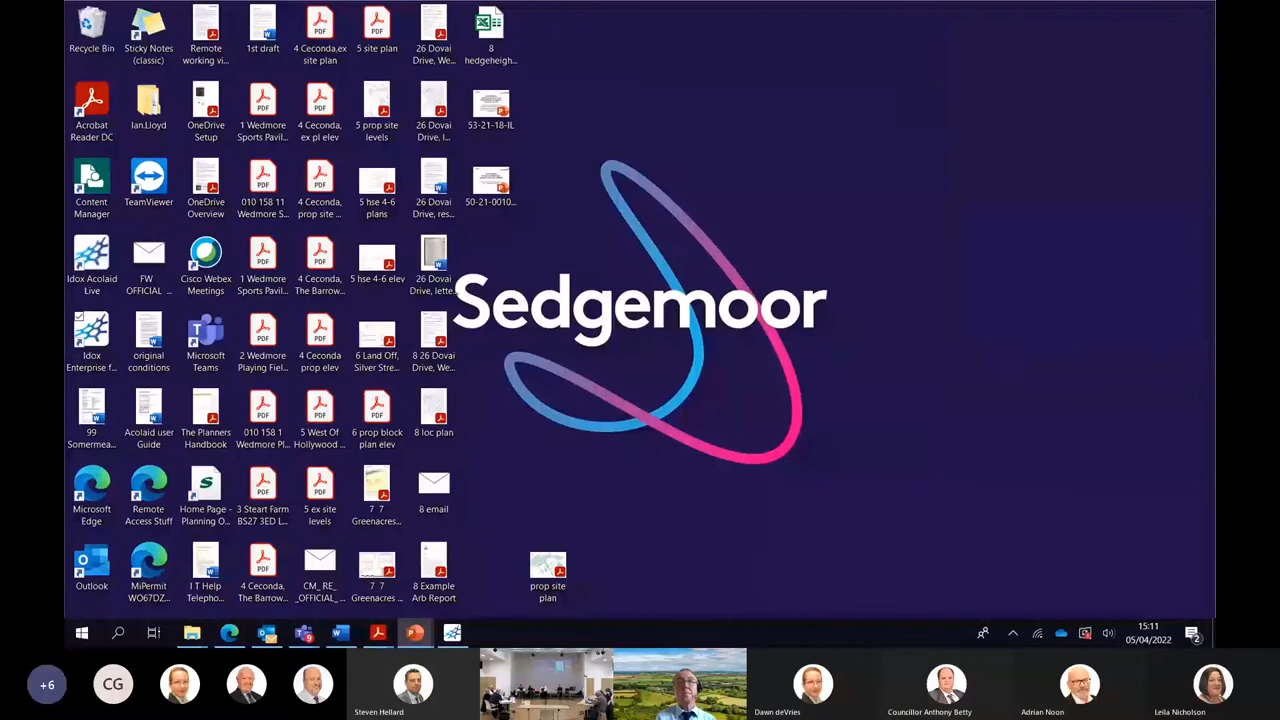 Recycle Bin
Sticky Notes
(classic)
Remote
working vi...
1st draft
4 Ceconda,ex
site plan
5 site plan
26 Dovai
Drive, We...
8
hedgeheigh...
Acrobat
Reader DC
Ian.Lloyd
OneDrive
Setup
1 Wedmore
Sports Pavil...
4 Ceconda,
ex pl elev
5 prop site
levels
26 Dovai
Drive, l...
53-21-18-IL
Content
Manager
TeamViewer
OneDrive
Overview
010 158 11
Wedmore S...
4 Ceconda,
prop site ...
5 hse 4-6
plans
26 Dovai
Drive, res...
50-21-0010...
Idox Acolaid
Live
FW
OFFICIAL ...
Cisco Webex
Meetings
1 Wedmore
Sports Pavil...
4 Ceconda,
The Barrow...
5 hse 4-6 elev
26 Dovai
Drive, lette...
Sedgemoor
Idox
Enterprise f...
original
conditions
Microsoft
Teams
2 Wedmore
Playing Fiel...
4 Ceconda
prop elev
6 Land Off,
Silver Stre...
8 26 Dovai
Drive, We...
99
Somermea...
Acolaid user
Guide
The Planners
Handbook
010 158 1
Wedmore Pl...
5 West Of
Hollywood ...
6 prop block
plan elev
8 loc plan
Microsoft
Edge
Remote
Access Stuff
Home Page -
Planning O...
3 Steart Farm
BS27 3ED L...
5 ex site
levels
7 7
Greenacres...
8 email
Outlook
MiPermit
WO67DZ...
I T Help
Telepho...
4 Ceconda,
The Barrow...
CM_ RE_
_OFFICIAL_ ...
7 7
Greenacres ...
8 Example
Arb Report
prop site
plan
15:11
05/04/2022
2
+6
CG
Steven Hellard
Dawn deVries
Councillor Anthony Betty
Adrian Noon
Leila Nicholson